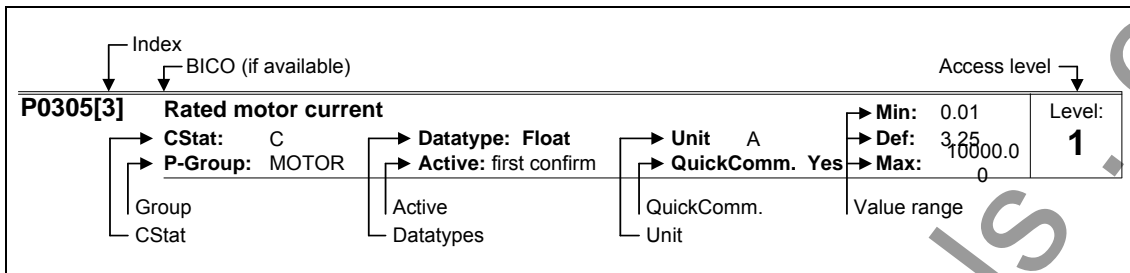 Index
BICO (if available) Access level
P0305[3] Rated motor current Min: 0.01 Level:
CStat: C Datatype: Float Unit A Def: 3.25 1
P-Group: MOTOR Active: first confirm QuickComm. Yes Max: 10000.0
0
Group Active QuickComm. Value range
CStat Datatypes Unit